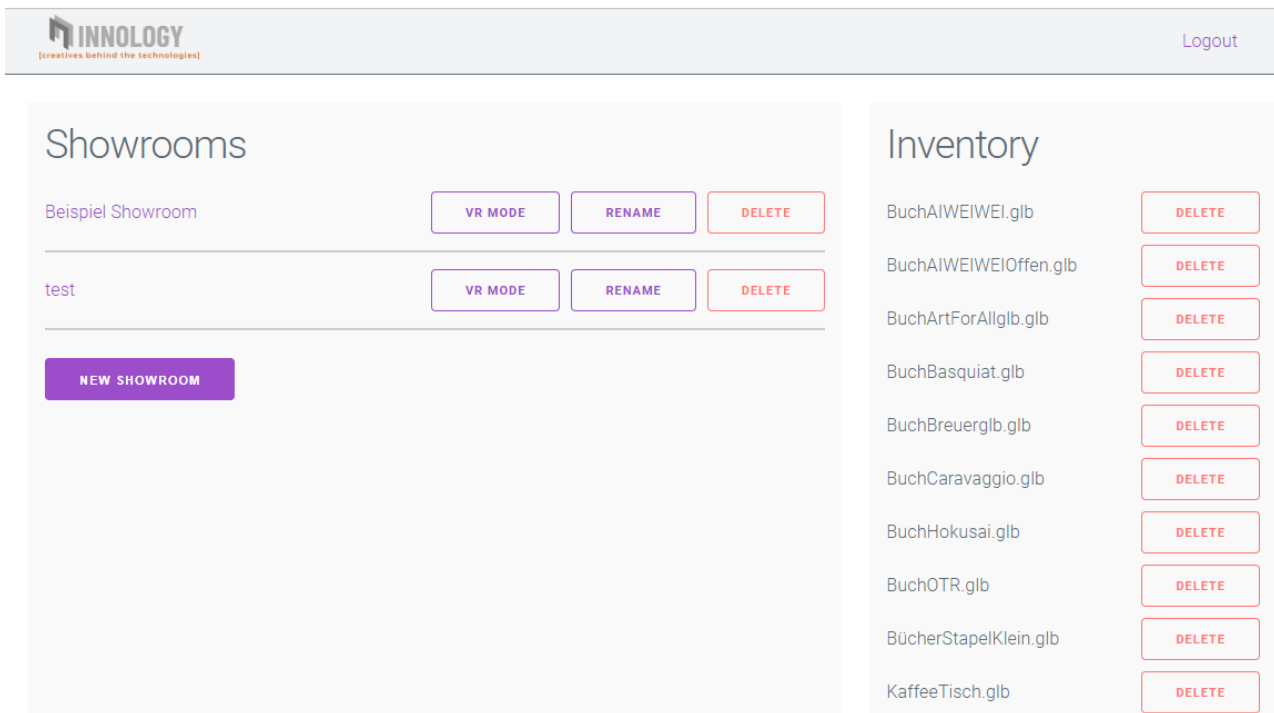 INNOLOGY
[creatives behind the technologies]
Logout
Showrooms
Beispiel Showroom VR MODE RENAME DELETE
test VR MODE RENAME DELETE
NEW SHOWROOM
Inventory
BuchAIWEIWEI.glb DELETE
BuchAIWEIWEIOffen.glb DELETE
BuchArtForAllglb.glb DELETE
BuchBasquiat.glb DELETE
BuchBreuerglb.glb DELETE
BuchCaravaggio.glb DELETE
BuchHokusai.glb DELETE
BuchOTR.glb DELETE
BücherStapelKlein.glb DELETE
KaffeeTisch.glb DELETE